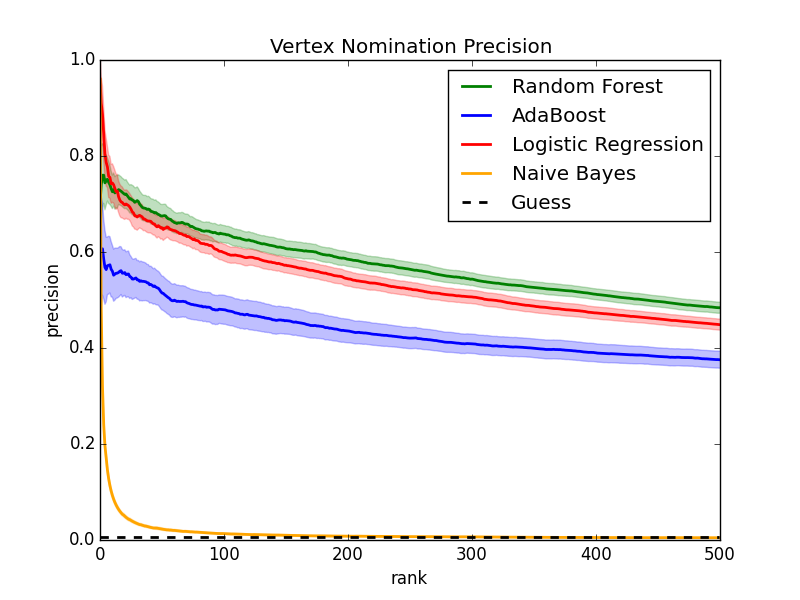 Vertex Nomination Precision
1.0
0.8
0.6
0.4
0.2
0.0
precision
Random Forest
AdaBoost
Logistic Regression
Naive Bayes
Guess
0 100 200 300 400 500
rank